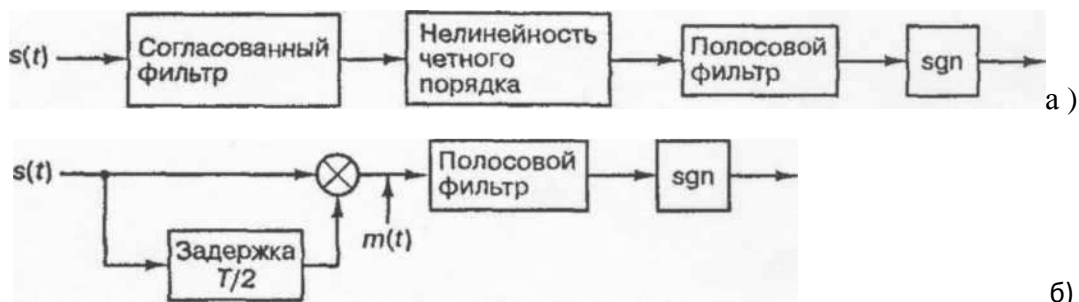 s(t)
Согласованный
фильтр
Нелинейность
четного
порядка
Полосовой
фильтр
sgn
а )
s(t)
Задержка
T/2
m(t)
Полосовой
фильтр
sgn
б)